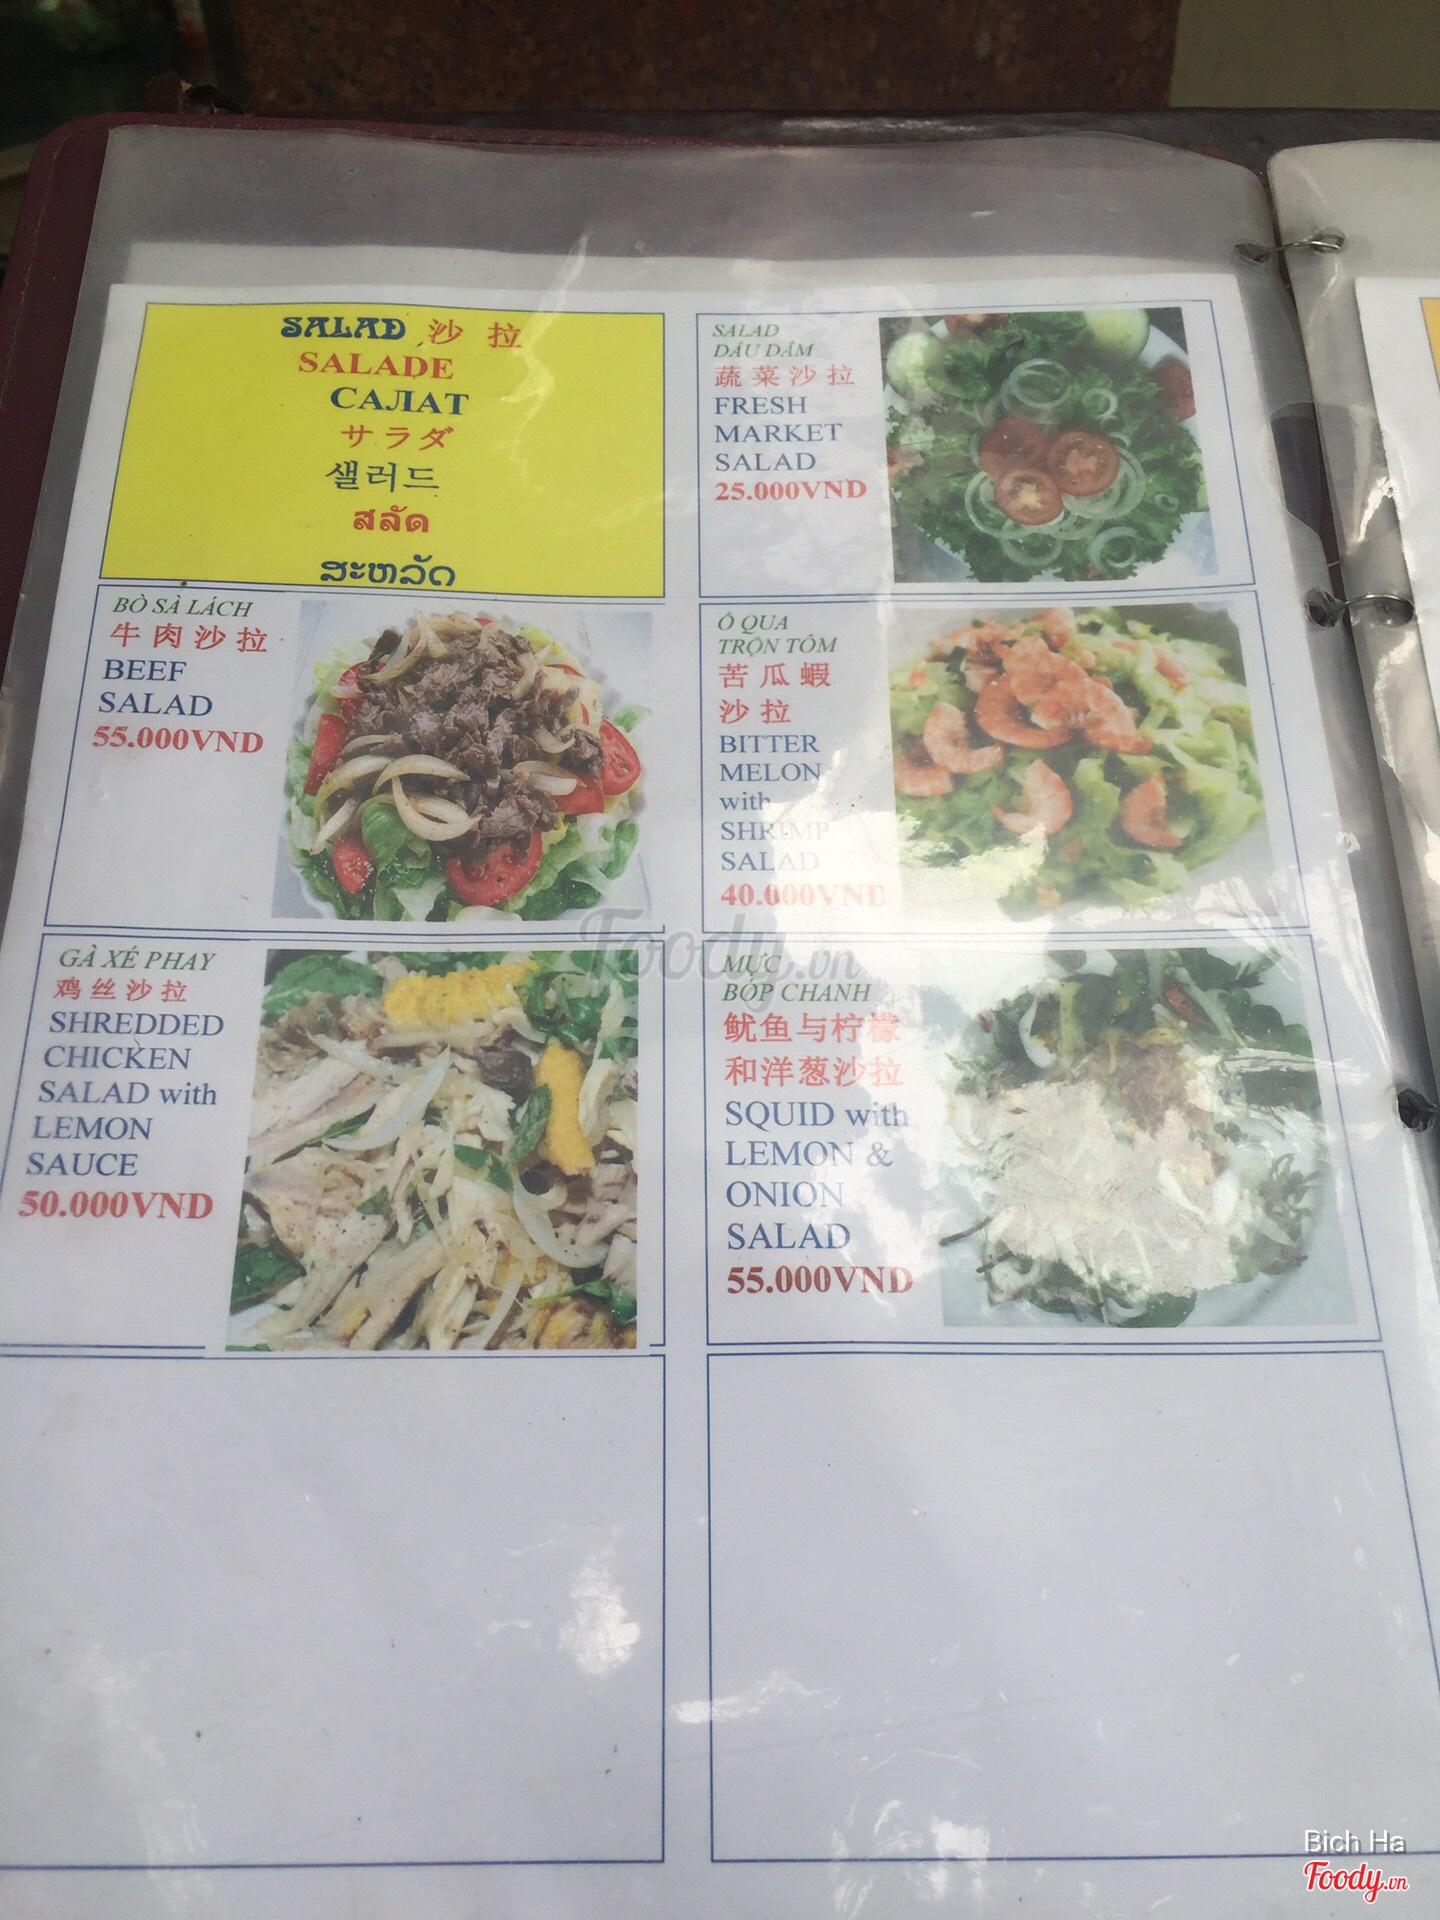 SALAD 沙 拉
SALADE
САЛАТ
サラダ
샐러드
สลัด
ສະຫລັດ
SALAD
DẦU DẤM
蔬菜沙拉
FRESH
MARKET
SALAD
25.000VND
BÒ SÀ LÁCH
牛肉沙拉
BEEF
SALAD
55.000VND
Ô QUA
TRỘN TÔM
苦瓜蝦
沙拉
BITTER
MELON
with
SHRIMP
SALAD
40.000VND
GÀ XÉ PHAY
鸡丝沙拉
SHREDDED
CHICKEN
SALAD with
LEMON
SAUCE
50.000VND
MỰC
BÓP CHANH
鱿鱼与柠檬
和洋葱沙拉
SQUID with
LEMON &
ONION
SALAD
55.000VND
Foody.vn
Bich Ha
Foody.vn